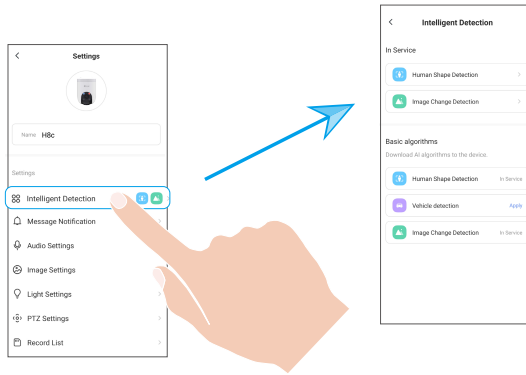 Settings
Name H8c
Settings
Intelligent Detection
Message Notification
Audio Settings
Image Settings
Light Settings
PTZ Settings
Record List
Intelligent Detection
In Service
Human Shape Detection
Image Change Detection
Basic algorithms
Download AI algorithms to the device.
Human Shape Detection In Service
Vehicle detection Apply
Image Change Detection In Service